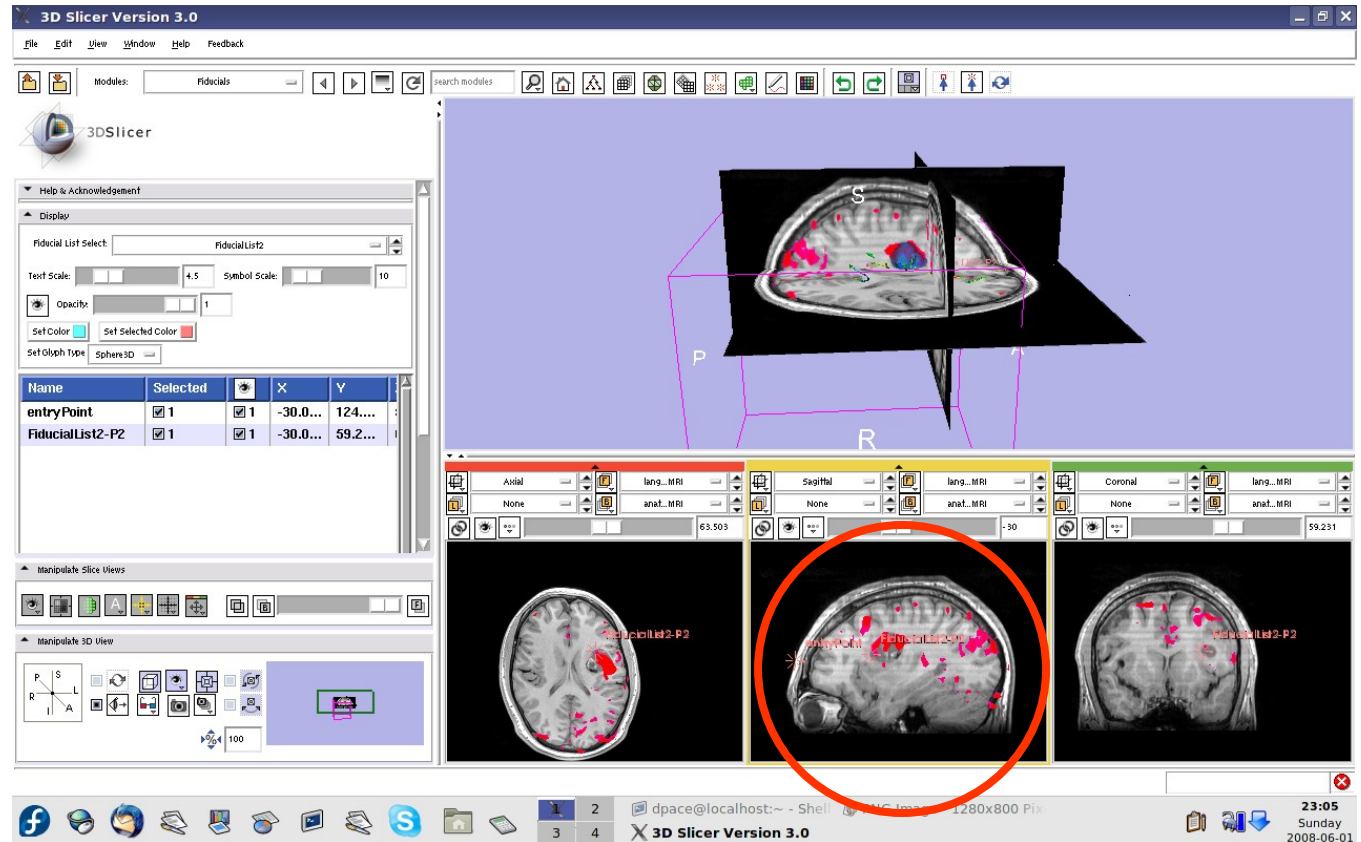 3D Slicer Version 3.0
File Edit View Window Help Feedback
Modules: Fiducials search modules
3DSlicer
Help & Acknowledgement
Display
Fiducial List Select: FiducialList2
Text Scale: 4.5 Symbol Scale: 10
Opacity: 1
Set Color Set Selected Color
Set Glyph Type Sphere3D
Name Selected X Y
entryPoint 1 1 -30.0... 124....
FiducialList2-P2 1 1 -30.0... 59.2...
Manipulate Slice Views
Manipulate 3D View
P S
R L
I A
100
S
P A
R
Axial lang...MRI
None anat...MRI
63.503
Sagittal lang...MRI
None anat...MRI
-30
Coronal lang...MRI
None anat...MRI
59.231
FiducialList2-P2
entryPoint FiducialList2-P2
FiducialList2-P2
1 2
3 4
dpace@localhost:~ - Shell
1280x800 Pix
3D Slicer Version 3.0
23:05
Sunday
2008-06-01